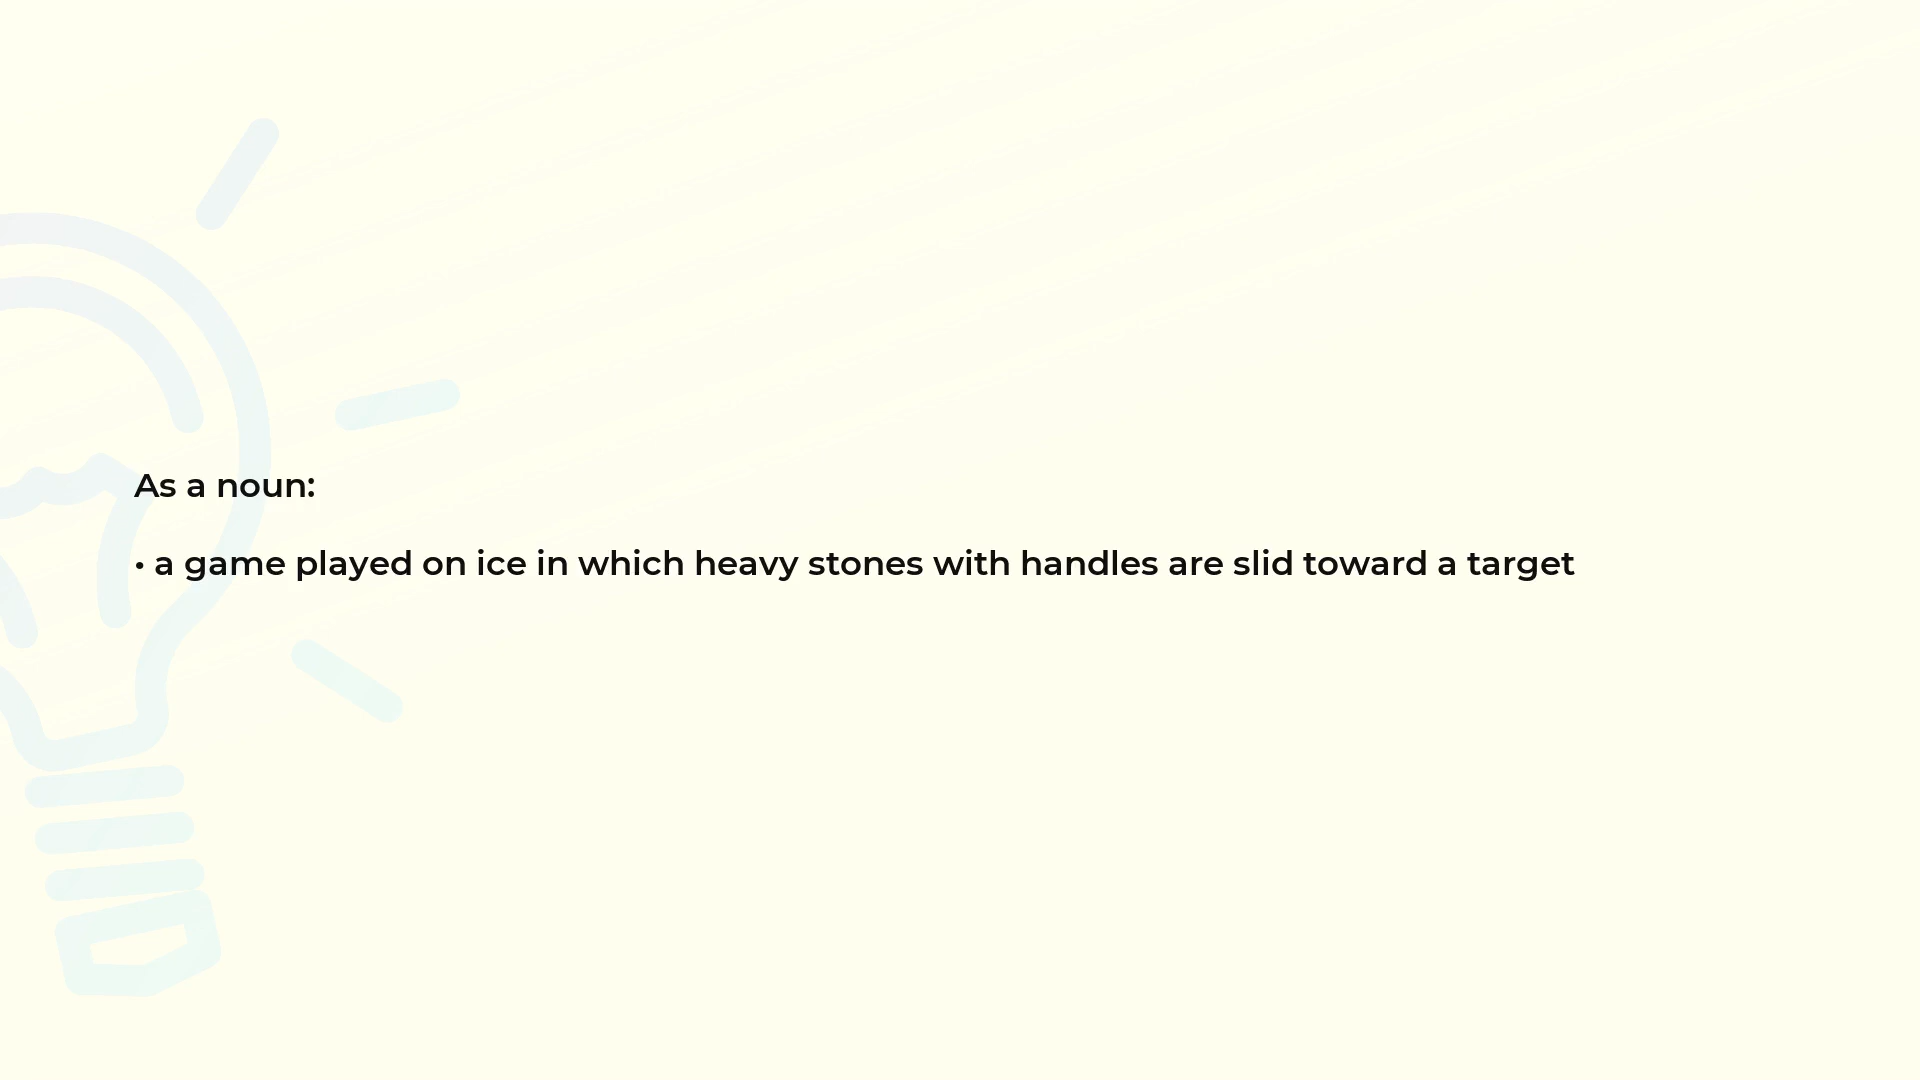 As a noun:
• a game played on ice in which heavy stones with handles are slid toward a target